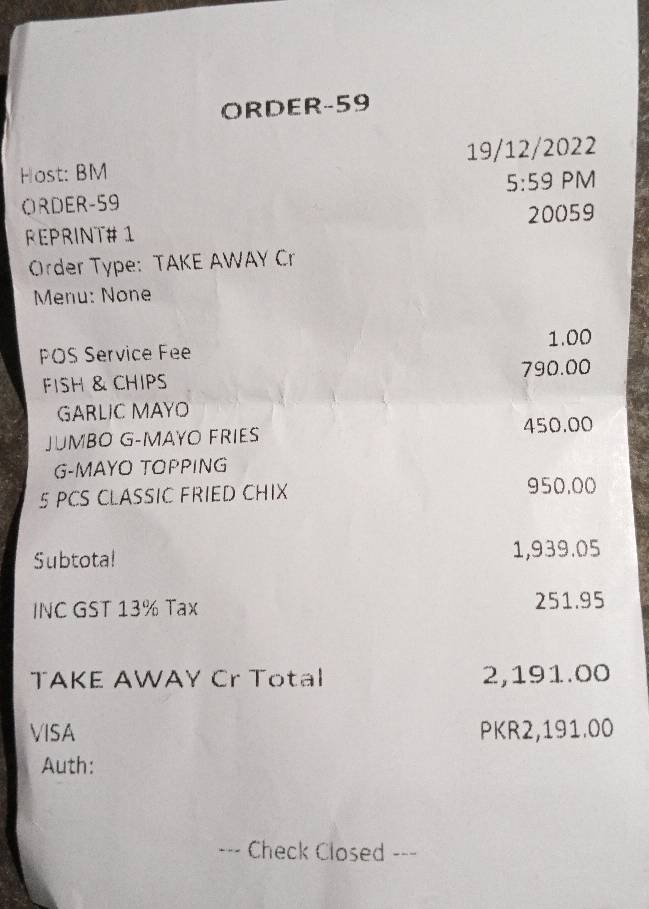 ORDER-59
19/12/2022
Host: BM
5:59 PM
ORDER-59
20059
REPRINT# 1
Order Type: TAKE AWAY Cr
Menu: None
POS Service Fee 1.00
FISH & CHIPS 790.00
GARLIC MAYO
JUMBO G-MAYO FRIES 450.00
G-MAYO TOPPING
5 PCS CLASSIC FRIED CHIX 950.00
Subtotal 1,939.05
INC GST 13% Tax 251.95
TAKE AWAY Cr Total 2,191.00
VISA PKR2,191.00
Auth:
--- Check Closed ---